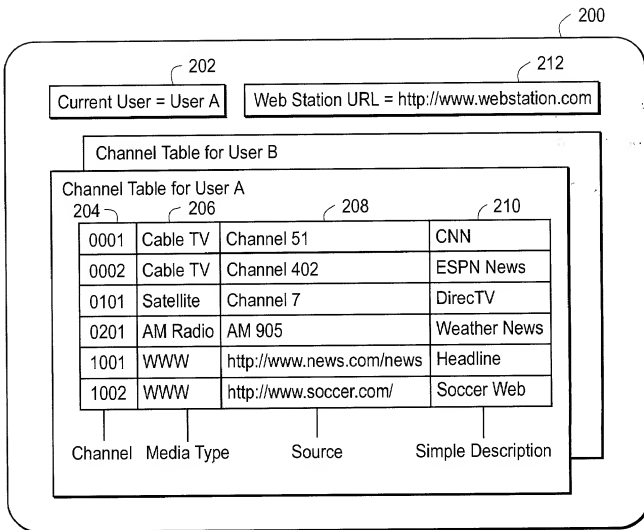 200
202
212
Current User = User A
Web Station URL = http://www.webstation.com
Channel Table for User B
Channel Table for User A
204 206 208 210
0001 Cable TV Channel 51 CNN
0002 Cable TV Channel 402 ESPN News
0101 Satellite Channel 7 DirecTV
0201 AM Radio AM 905 Weather News
1001 WWW http://www.news.com/news Headline
1002 WWW http://www.soccer.com/ Soccer Web
Channel Media Type Source Simple Description